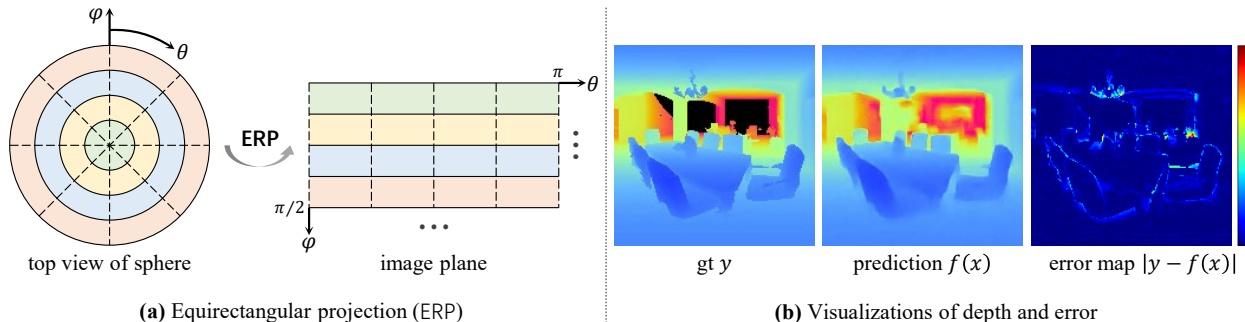 φ
θ
top view of sphere
ERP
π θ
π/2
φ
image plane
(a) Equirectangular projection (ERP)
gt y
prediction f(x)
error map |y − f(x)|
(b) Visualizations of depth and error